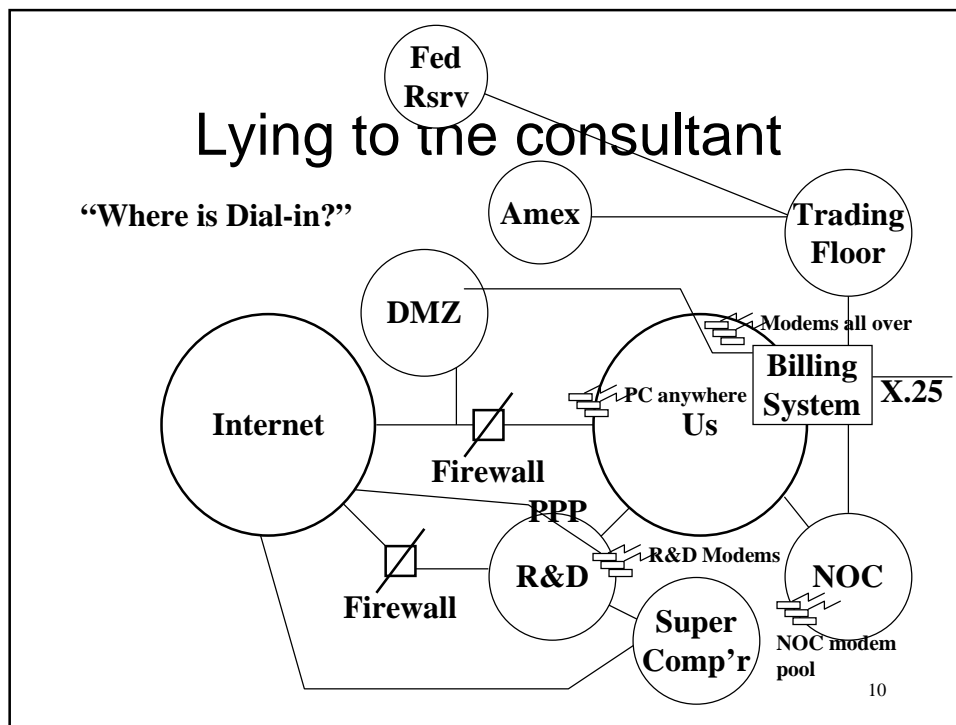 Fed
Rsrv
Lying to the consultant
“Where is Dial-in?”
Amex
Trading
Floor
DMZ
Modems all over
Billing
System
X.25
PC anywhere
Us
Internet
Firewall
PPP
R&D Modems
R&D
NOC
Firewall
Super
Comp’r
NOC modem
pool
10